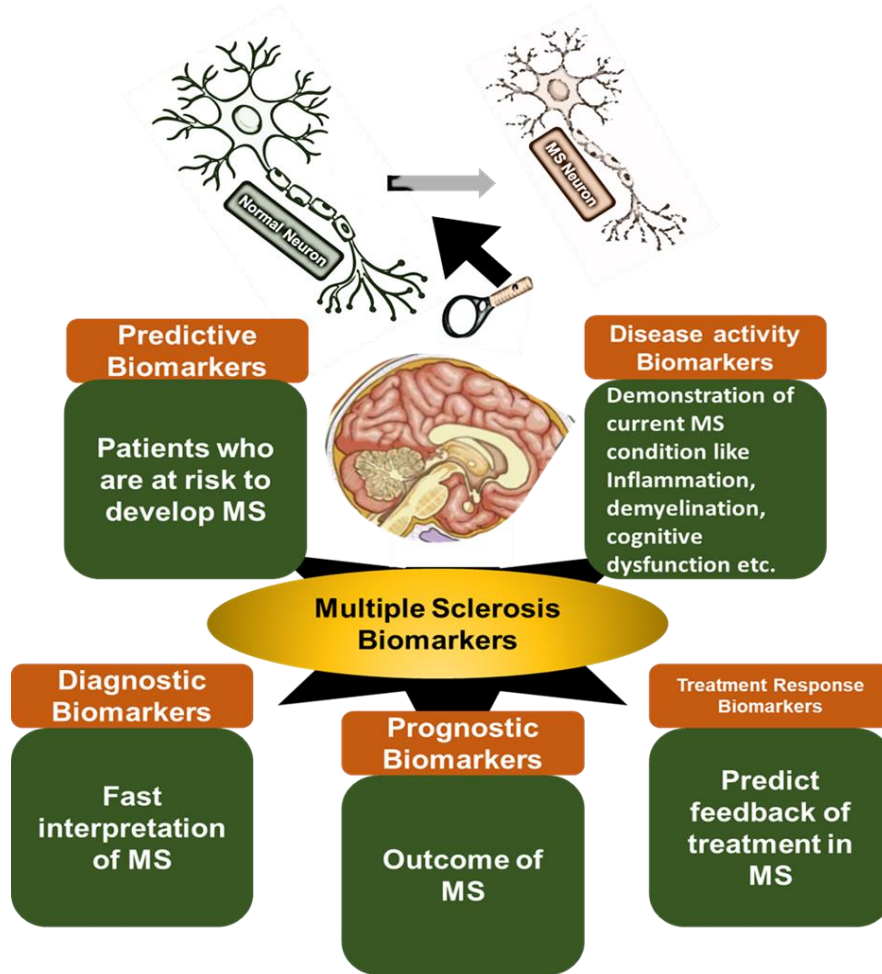 Normal Neuron
MS Neuron
Predictive
Biomarkers
Patients who
are at risk to
develop MS
Disease activity
Biomarkers
Demonstration of
current MS
condition like
Inflammation,
demyelination,
cognitive
dysfunction etc.
Multiple Sclerosis
Biomarkers
Diagnostic
Biomarkers
Fast
interpretation
of MS
Prognostic
Biomarkers
Outcome of
MS
Treatment Response
Biomarkers
Predict
feedback of
treatment in
MS